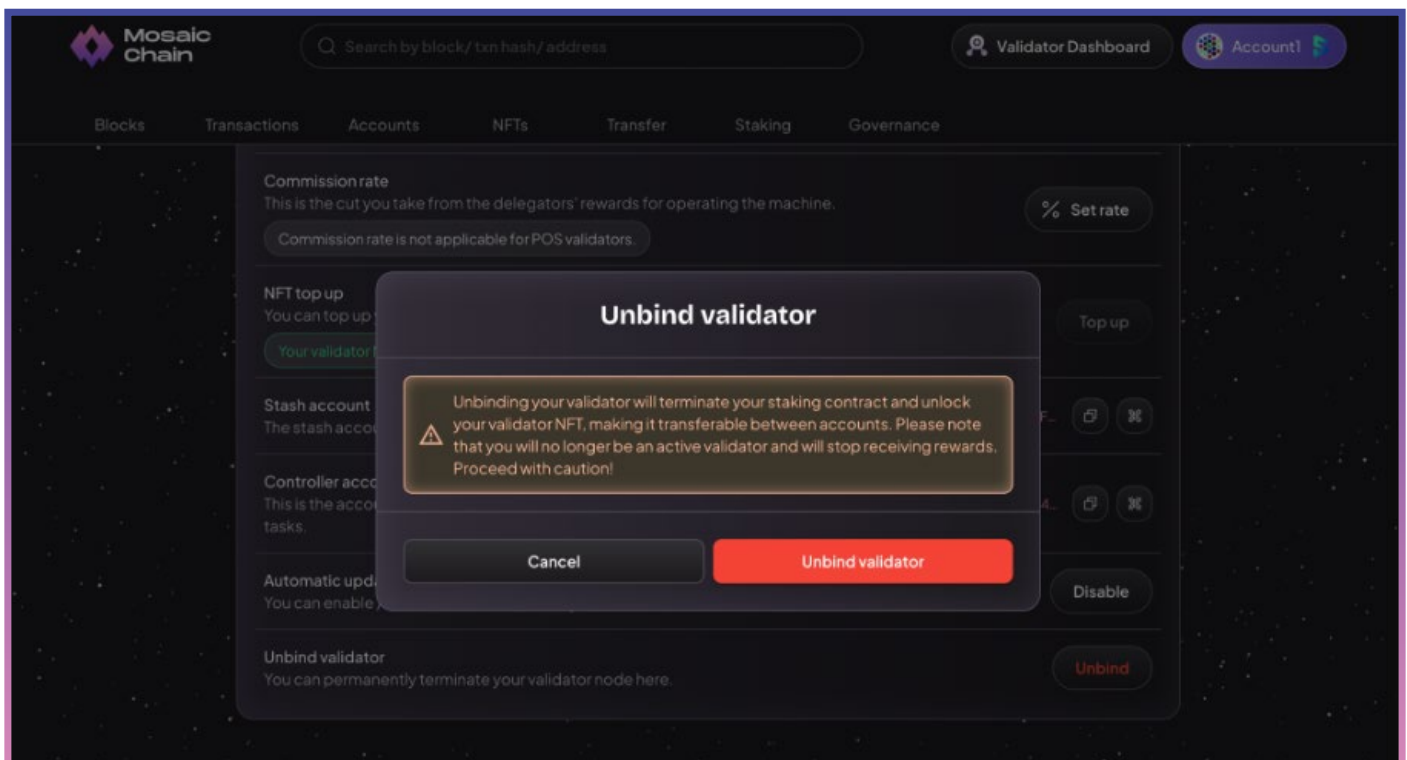 Mosaic
Chain
Search by block/ txn hash/ address
Validator Dashboard
Account1
Blocks
Transactions
Accounts
NFTs
Transfer
Staking
Governance
Commission rate
This is the cut you take from the delegators' rewards for operating the machine.
Set rate
Commission rate is not applicable for POS validators.
NFT top up
You can top up
Top up
Your validator
Unbind validator
Unbinding your validator will terminate your staking contract and unlock
your validator NFT, making it transferable between accounts. Please note
that you will no longer be an active validator and will stop receiving rewards.
Proceed with caution!
Cancel
Unbind validator
Stash account
The stash
Controller
This is the
tasks.
Automatic
You can enable
Disable
Unbind validator
You can permanently terminate your validator node here.
Unbind